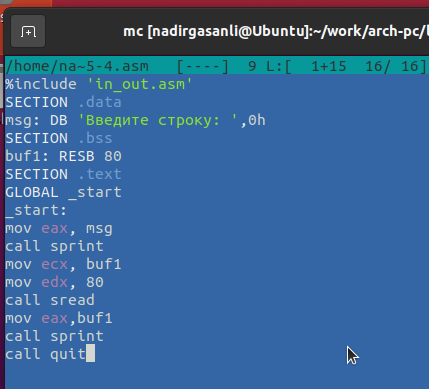 mc [nadirgasanli@Ubuntu]:~/work/arch-pc/
/home/na~5-4.asm   [----]  9 L:[  1+15  16/ 16]
%include 'in_out.asm'
SECTION .data
msg: DB 'Введите строку: ',0h
SECTION .bss
buf1: RESB 80
SECTION .text
GLOBAL _start
_start:
mov eax, msg
call sprint
mov ecx, buf1
mov edx, 80
call sread
mov eax,buf1
call sprint
call quit